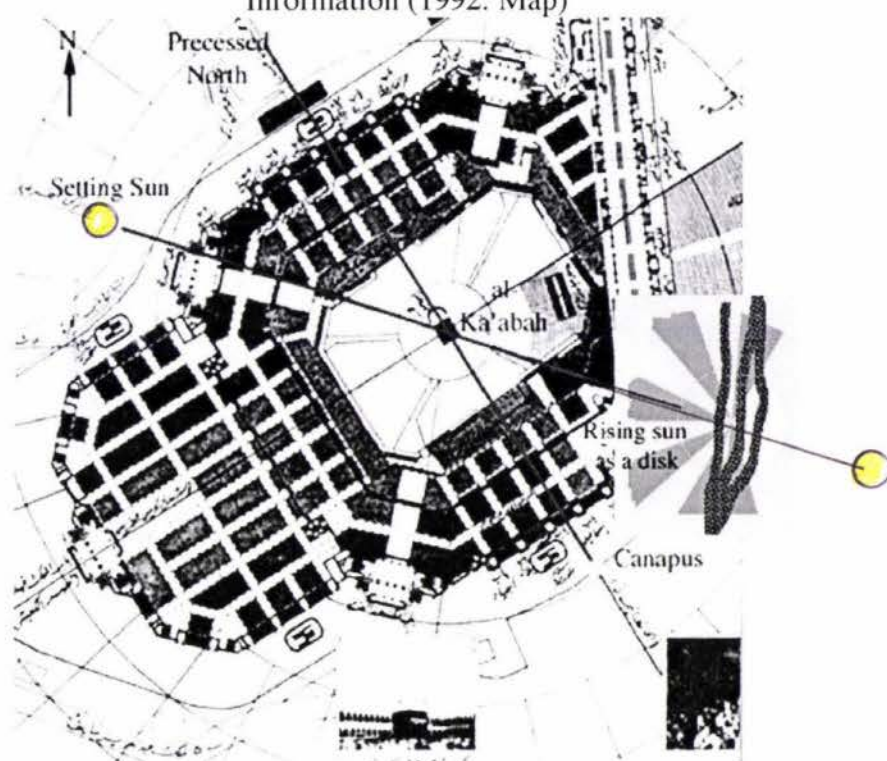 Information (1992. Map)
N
Precessed
North
Setting Sun
al-
Ka'abah
Rising sun
as a disk
Canapus